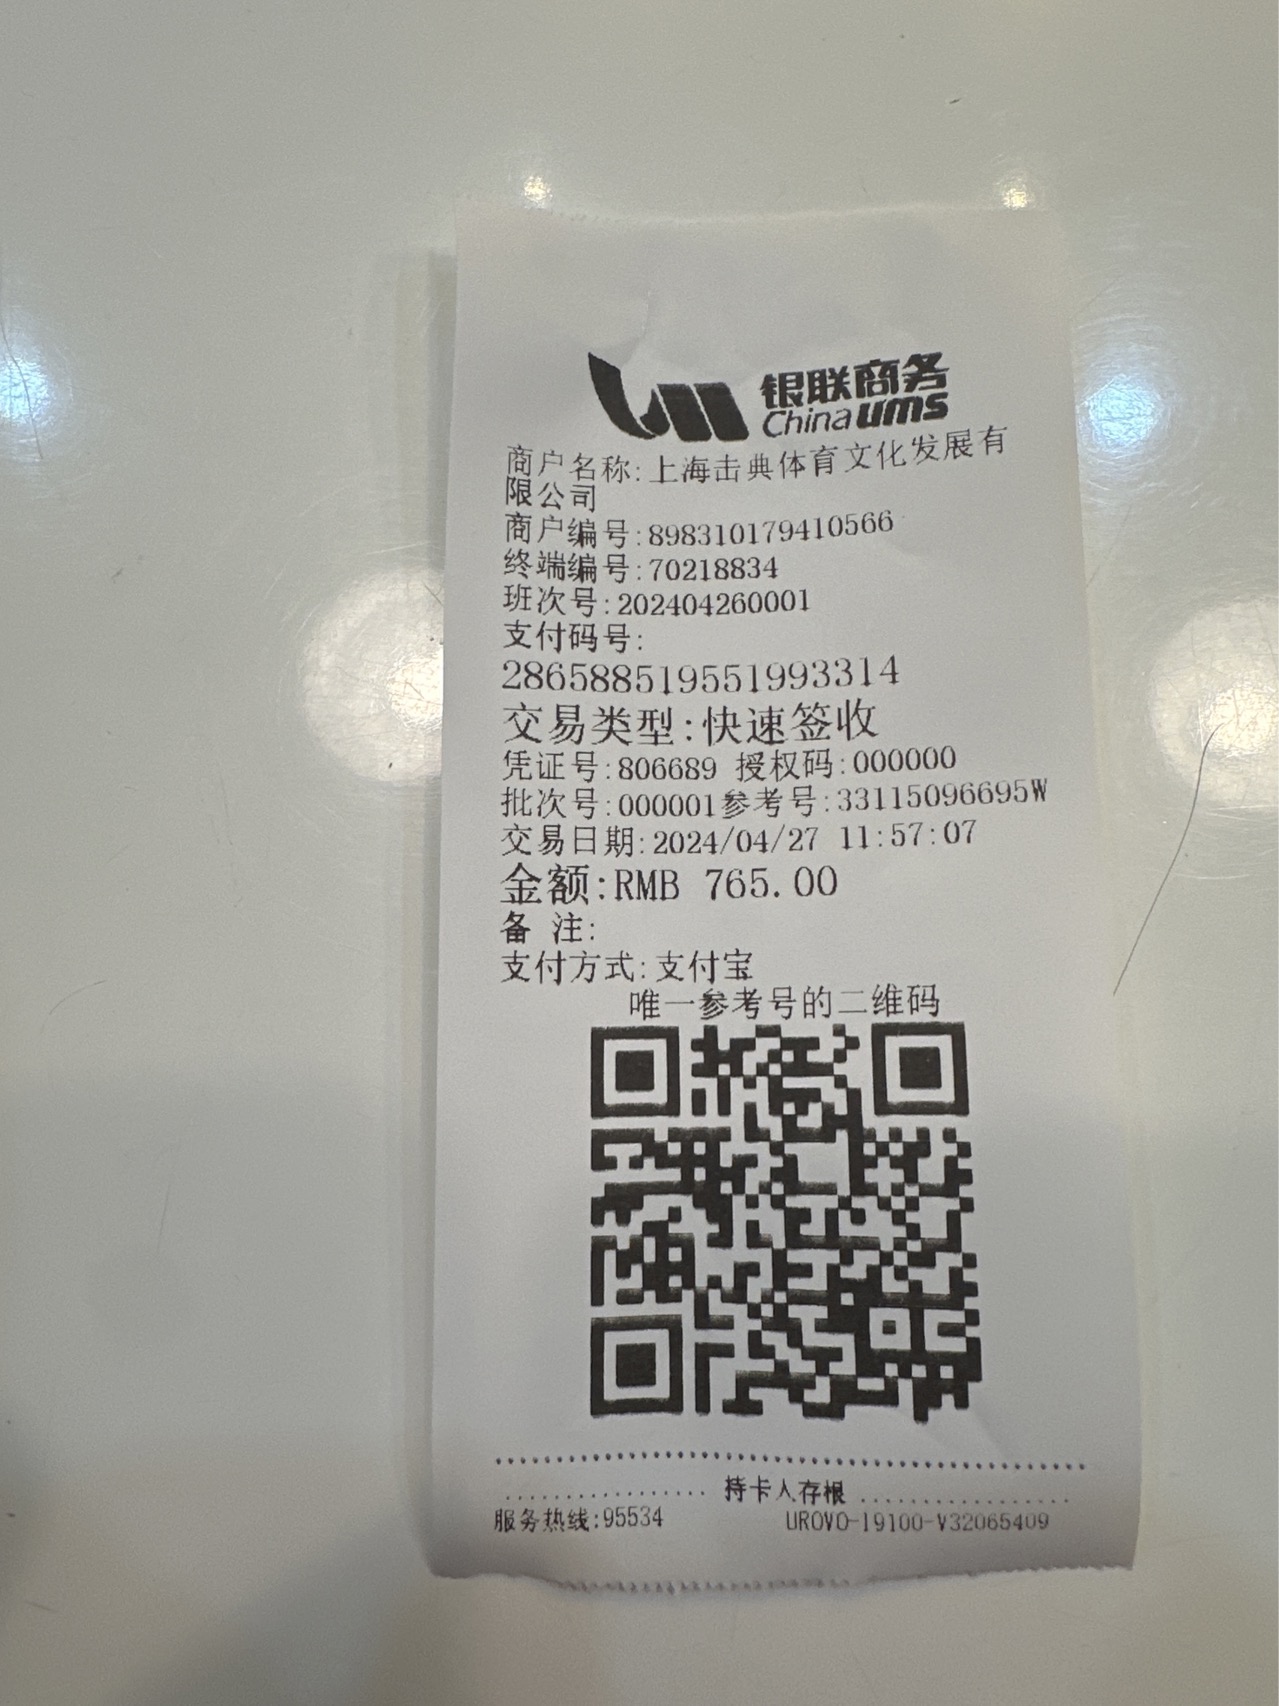 银联商务
Chinaums
商户名称:上海击典体育文化发展有
限公司
商户编号:898310179410566
终端编号:70218834
班次号:202404260001
支付码号:
286588519551993314
交易类型:快速签收
凭证号:806689 授权码:000000
批次号:000001参考号:33115096695W
交易日期:2024/04/27 11:57:07
金额:RMB 765.00
备 注:
支付方式:支付宝
唯一参考号的二维码
持卡人存根
服务热线:95534 UROVO-I9100-V32065409